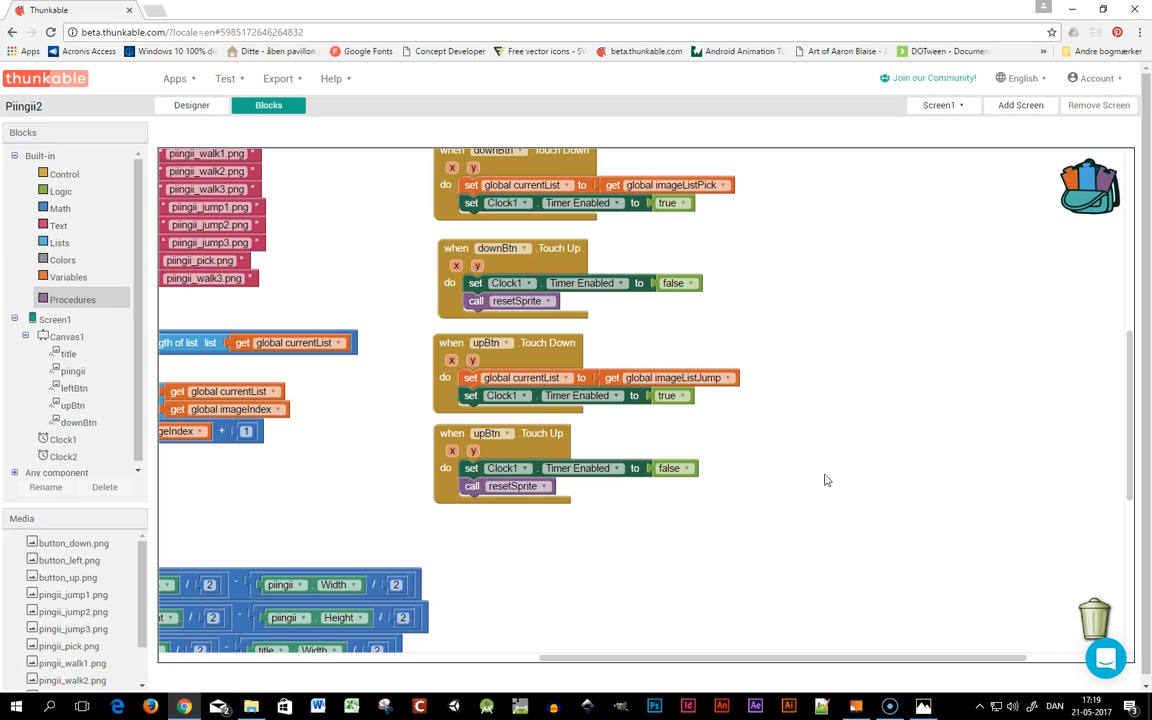 Thunkable
beta.thunkable.com/?locale=en#5985172646264832
Apps
Acronis Access
Windows 10 did
Ditte - åben pavillon /
Google Fonts
Concept Developer
Free vector icons - SV
beta.thunkable.com
Android Animation Tu
Art of Aaron Blaise - A
DOTween - Document
»
Andre bogmærker
thunkable
Apps
Test
Export
Help
Join our Community!
English
Account
Piingii2
Designer
Blocks
Screen1
Add Screen
Remove Screen
Blocks
Built-in
Control
Logic
Math
Text
Lists
Colors
Variables
Procedures
Screen1
Canvas1
title
piingii
leftBtn
upBtn
downBtn
Clock1
Clock2
Any component
Rename
Delete
Media
button_down.png
button_left.png
button_up.png
piingii_jump1.png
piingii_jump2.png
piingii_jump3.png
piingii_pick.png
piingii_walk1.png
piingii_walk2.png
piingii_walk1.png "
" piingii_walk2.png "
" piingii_walk3.png "
" piingii_jump1.png "
" piingii_jump2.png "
" piingii_jump3.png "
piingii_pick.png "
piingii_walk3.png "
gth of list list get global currentList
get global currentList
get global imageIndex
geIndex + 1
/ 2 - piingii . Width / 2
ht / 2 - piingii . Height / 2
/ 2 - title . Width / 2
when downBtn .Touch Down
x y
do set global currentList to get global imageListPick
set Clock1 . Timer Enabled to true
when downBtn .Touch Up
x y
do set Clock1 . Timer Enabled to false
call resetSprite
when upBtn .Touch Down
x y
do set global currentList to get global imageListJump
set Clock1 . Timer Enabled to true
when upBtn .Touch Up
x y
do set Clock1 . Timer Enabled to false
call resetSprite
DAN
17:19
21-05-2017